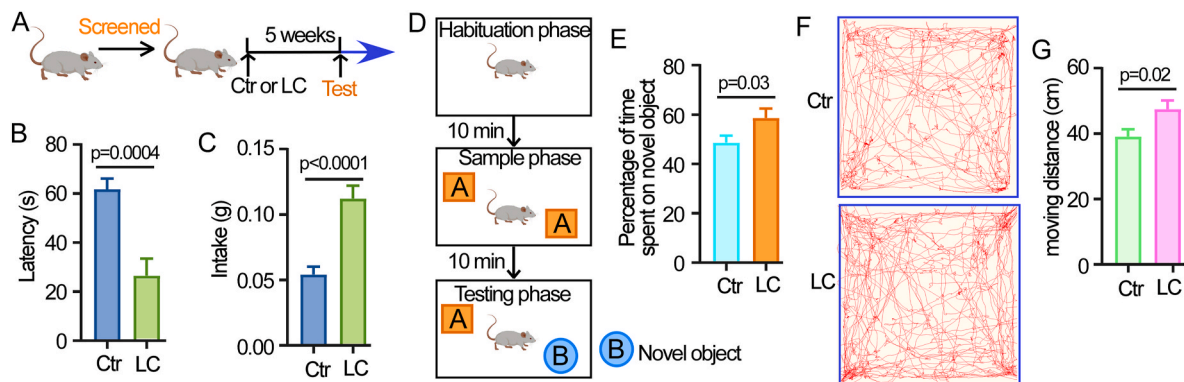 A
Screened
5 weeks
Ctr or LC
Test
B
Latency (s)
80
60
40
20
0
p=0.0004
Ctr
LC
C
Intake (g)
0.15
0.10
0.05
0.00
p<0.0001
Ctr
LC
D
Habituation phase
10 min
Sample phase
A
A
10 min
Testing phase
A
B
B
Novel object
E
Percentage of time
spent on novel object
80
60
40
20
0
p=0.03
Ctr
LC
F
Ctr
LC
G
moving distance (cm)
60
40
20
0
p=0.02
Ctr
LC